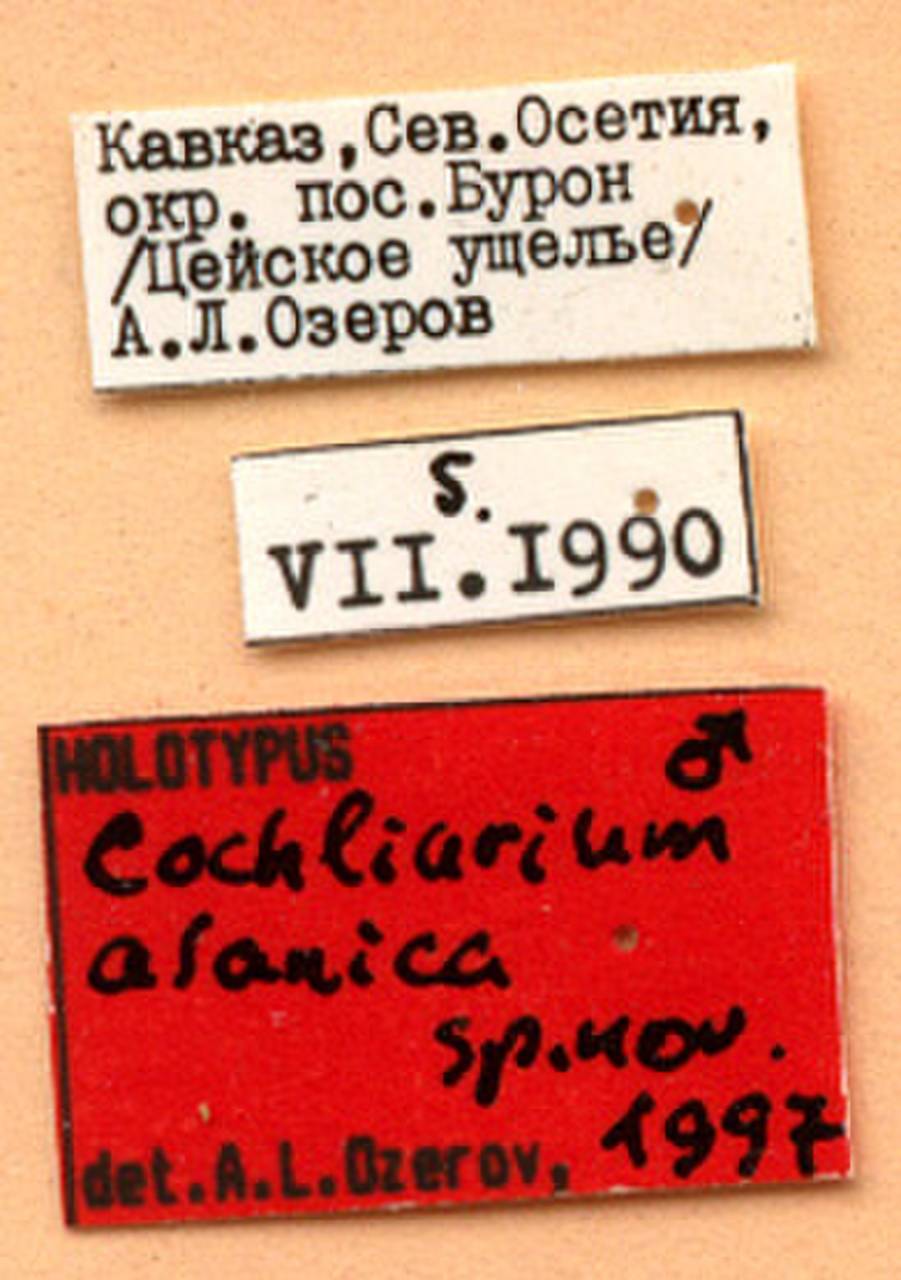 Кавказ,Сев.Осетия,
окр. пос.Бурон
/Цейское ущелье/
А.Л.Озеров
5.
VII.I990
HOLOTYPUS ♂
Cochliarium
alanica
sp.nov.
1997
det.A.L.Ozerov,